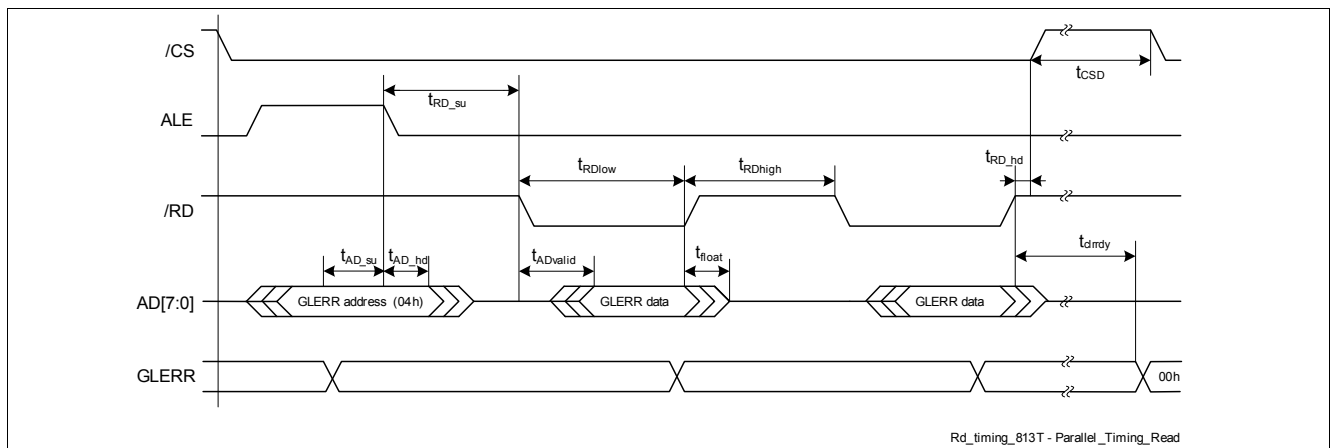 /CS
tCSD
tRD_su
ALE
tRDlow tRDhigh tRD_hd
/RD
tAD_su tAD_hd tADvalid tfloat tclrrdy
AD[7:0] GLERR address (04h) GLERR data GLERR data
GLERR 00h
Rd_timing_813T - Parallel_Timing_Read